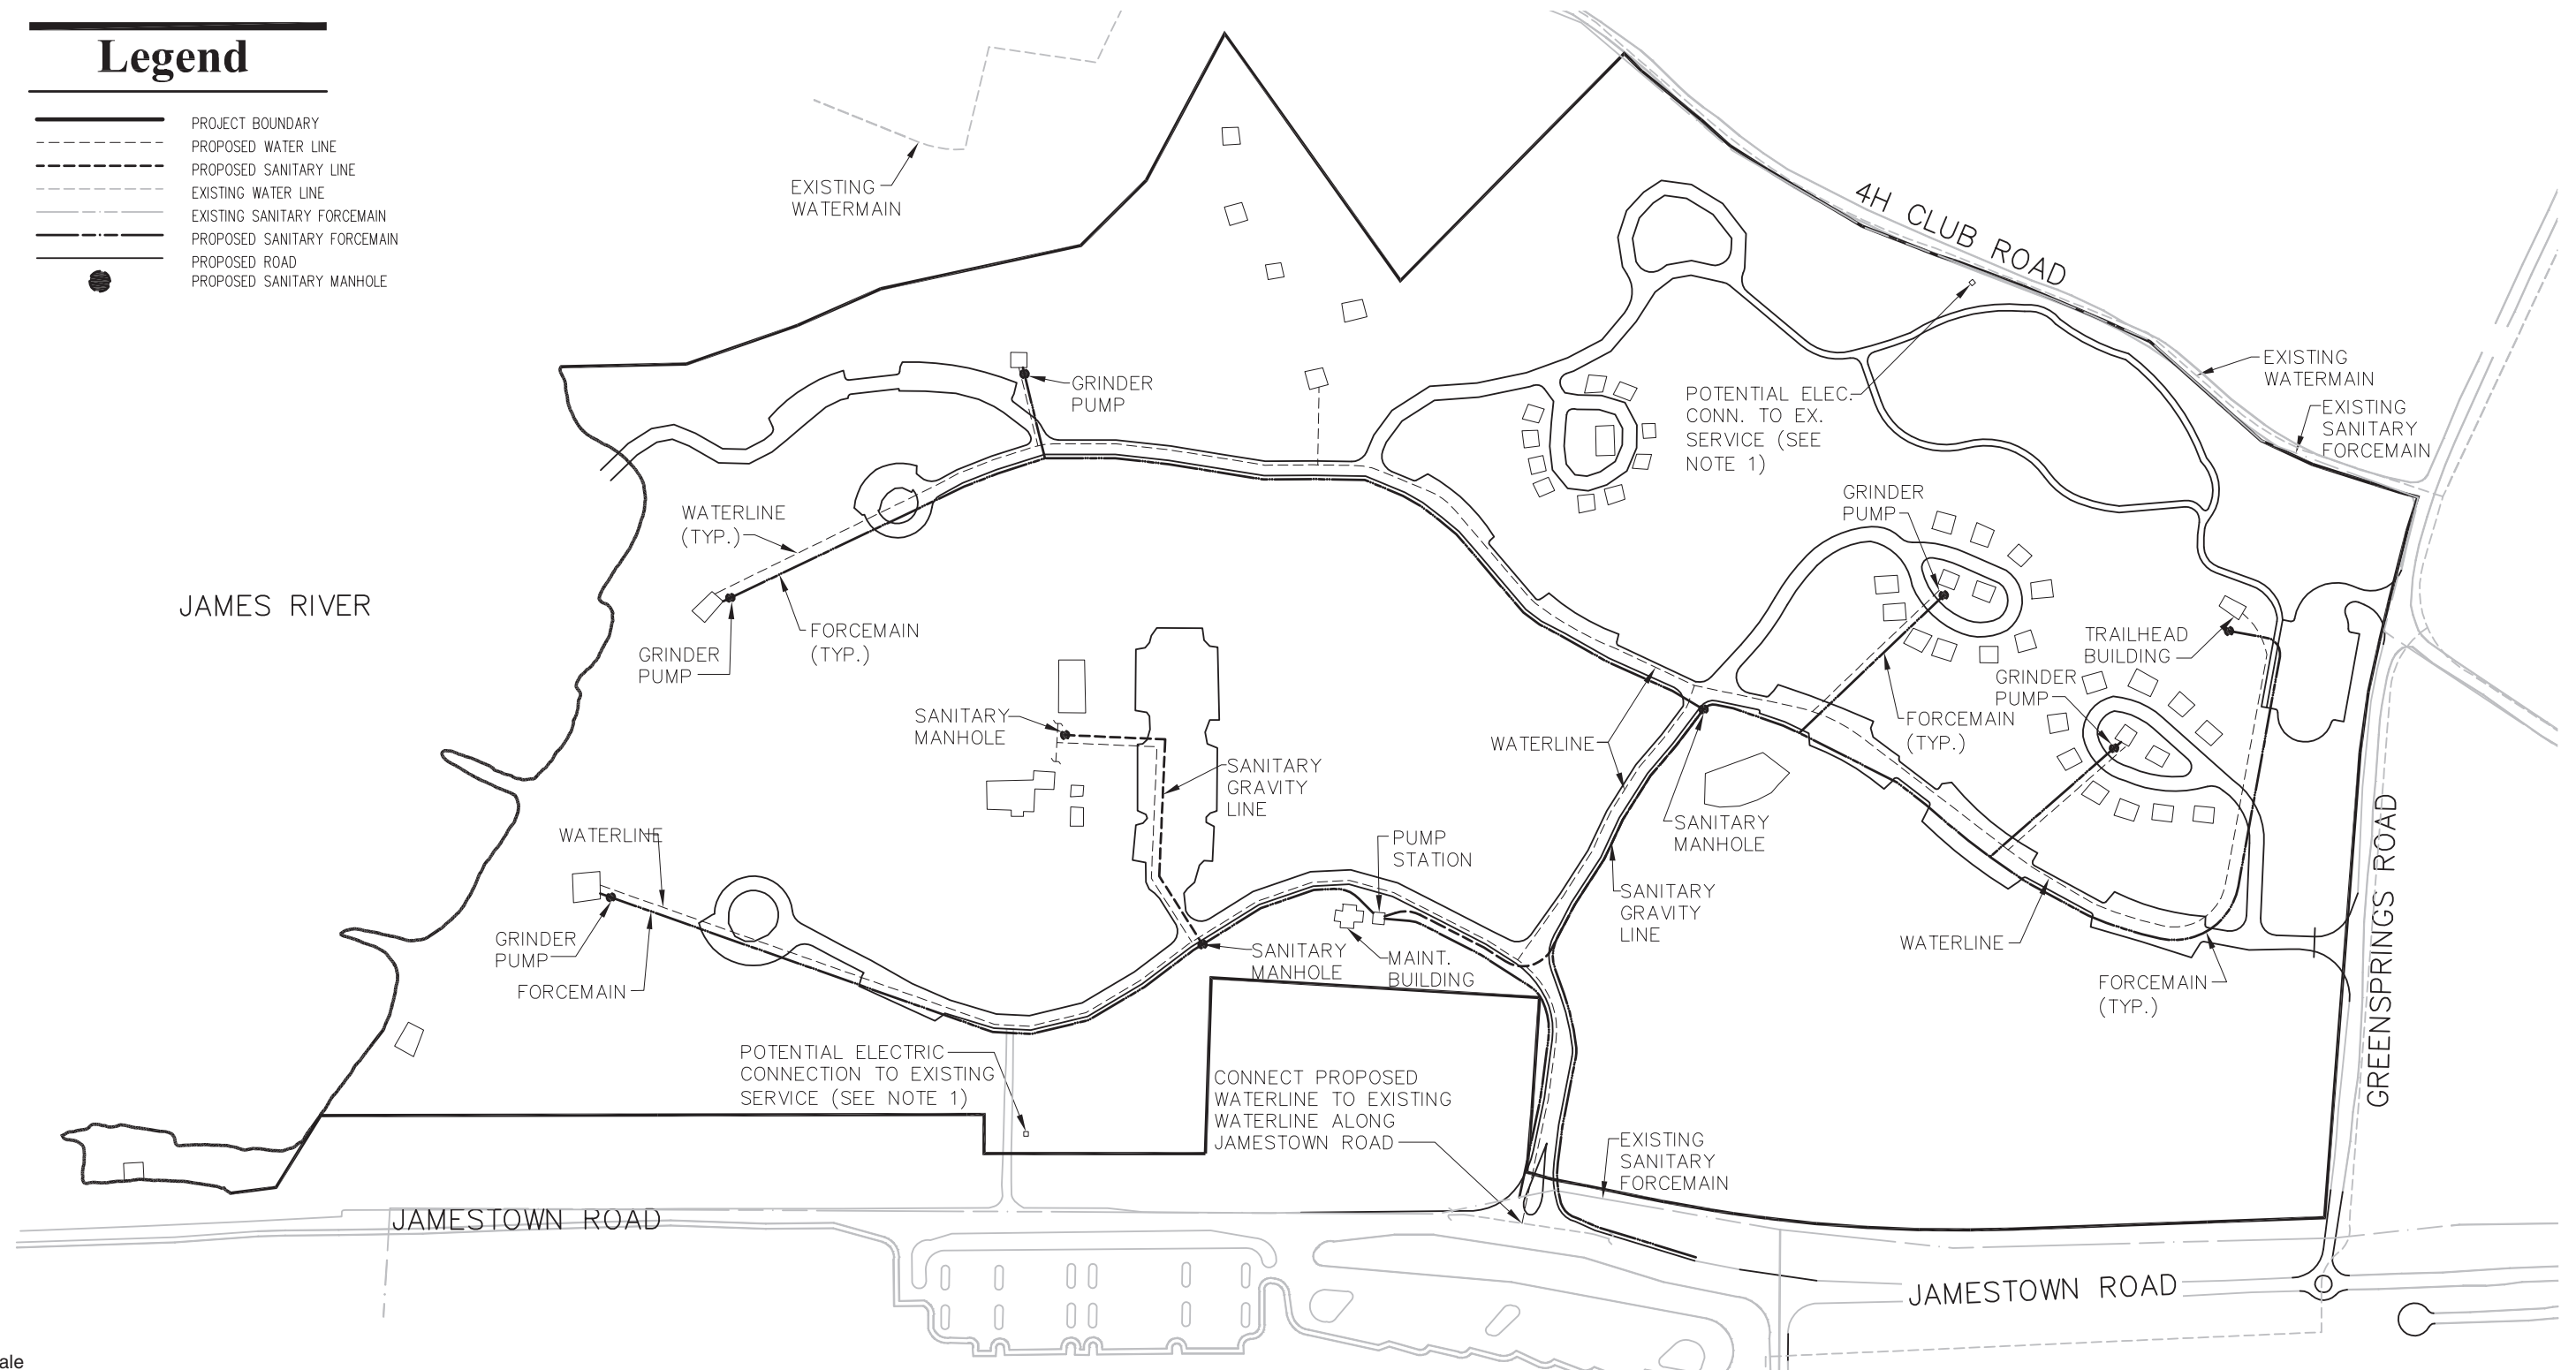 Legend
PROJECT BOUNDARY
PROPOSED WATER LINE
PROPOSED SANITARY LINE
EXISTING WATER LINE
EXISTING SANITARY FORCEMAIN
PROPOSED SANITARY FORCEMAIN
PROPOSED ROAD
PROPOSED SANITARY MANHOLE
EXISTING
WATERMAIN
4H CLUB ROAD
EXISTING
WATERMAIN
EXISTING
SANITARY
FORCEMAIN
GRINDER
PUMP
POTENTIAL ELEC.
CONN. TO EX.
SERVICE (SEE
NOTE 1)
GRINDER
PUMP
WATERLINE
(TYP.)
JAMES RIVER
FORCEMAIN
(TYP.)
GRINDER
PUMP
TRAILHEAD
BUILDING
GRINDER
PUMP
SANITARY
MANHOLE
FORCEMAIN
(TYP.)
WATERLINE
SANITARY
GRAVITY
LINE
SANITARY
MANHOLE
WATERLINE
PUMP
STATION
SANITARY
GRAVITY
LINE
GREENSPRINGS ROAD
GRINDER
PUMP
FORCEMAIN
SANITARY
MANHOLE
MAINT.
BUILDING
WATERLINE
FORCEMAIN
(TYP.)
POTENTIAL ELECTRIC
CONNECTION TO EXISTING
SERVICE (SEE NOTE 1)
CONNECT PROPOSED
WATERLINE TO EXISTING
WATERLINE ALONG
JAMESTOWN ROAD
EXISTING
SANITARY
FORCEMAIN
JAMESTOWN ROAD
JAMESTOWN ROAD
ale